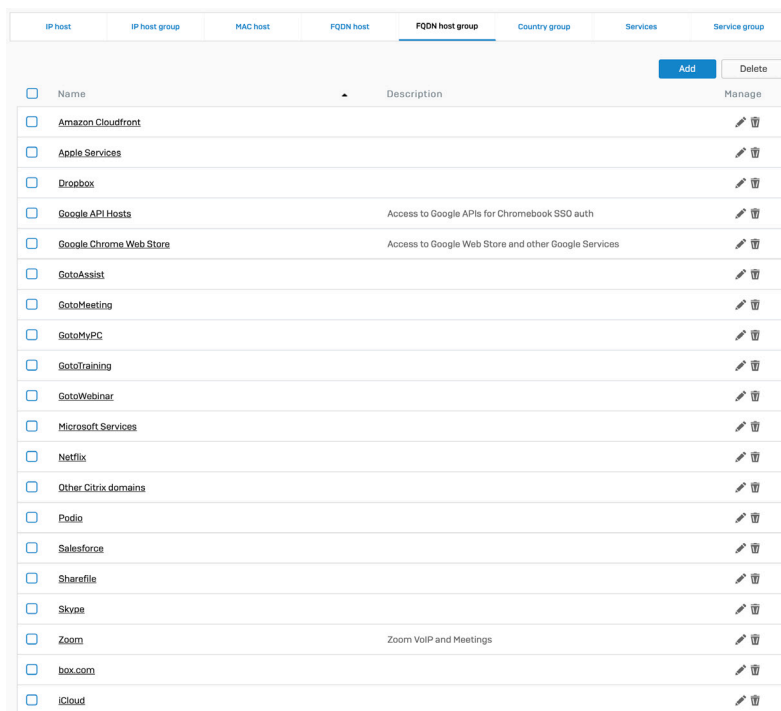 IP host IP host group MAC host FQDN host FQDN host group Country group Services Service group
Add Delete
Name Description Manage
Amazon Cloudfront
Apple Services
Dropbox
Google API Hosts Access to Google APIs for Chromebook SSO auth
Google Chrome Web Store Access to Google Web Store and other Google Services
GotoAssist
GotoMeeting
GotoMyPC
GotoTraining
GotoWebinar
Microsoft Services
Netflix
Other Citrix domains
Podio
Salesforce
Sharefile
Skype
Zoom Zoom VoIP and Meetings
box.com
iCloud